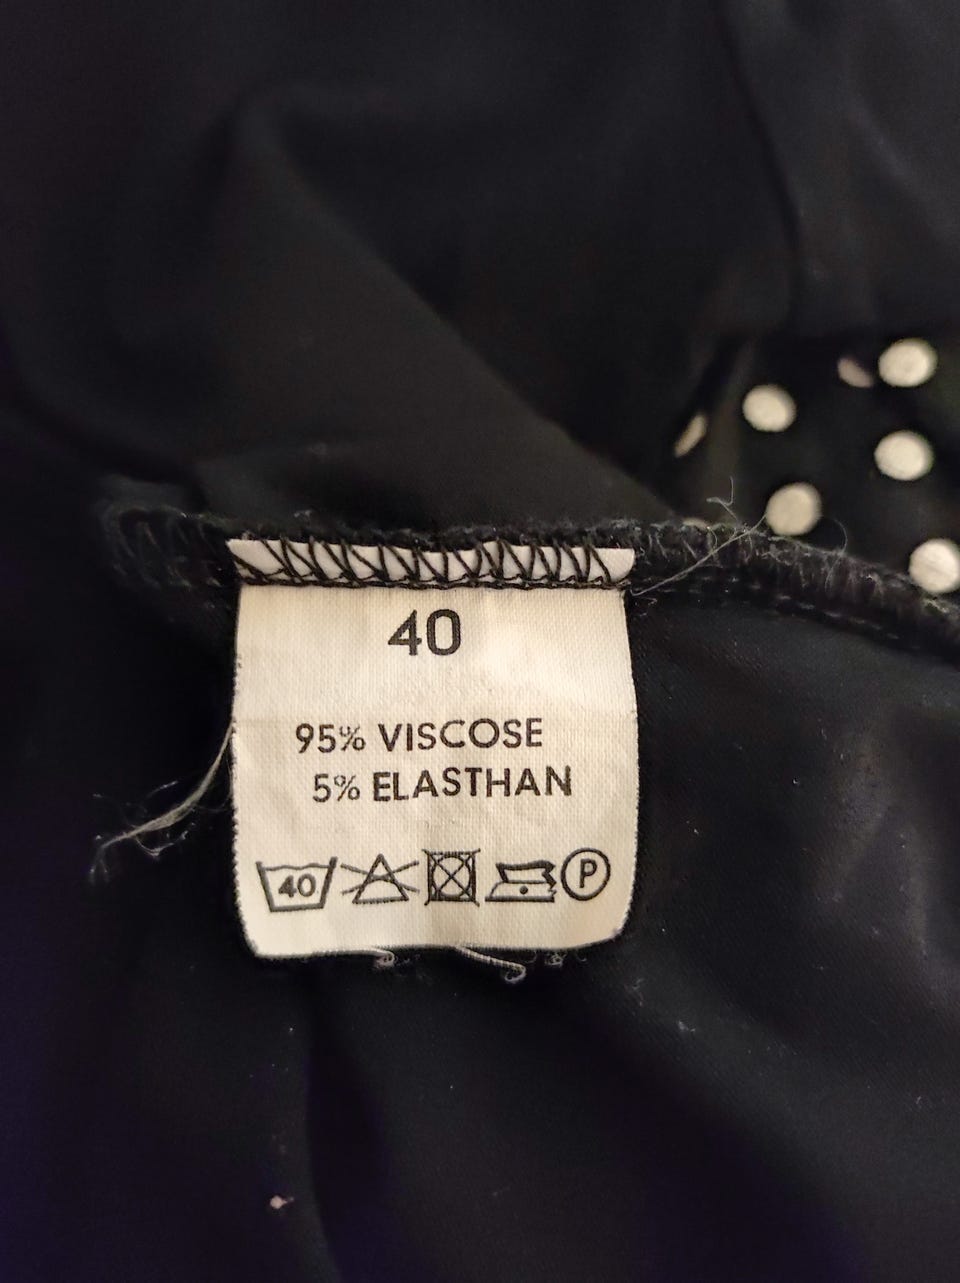 40
95% VISCOSE
5% ELASTHAN
40 P